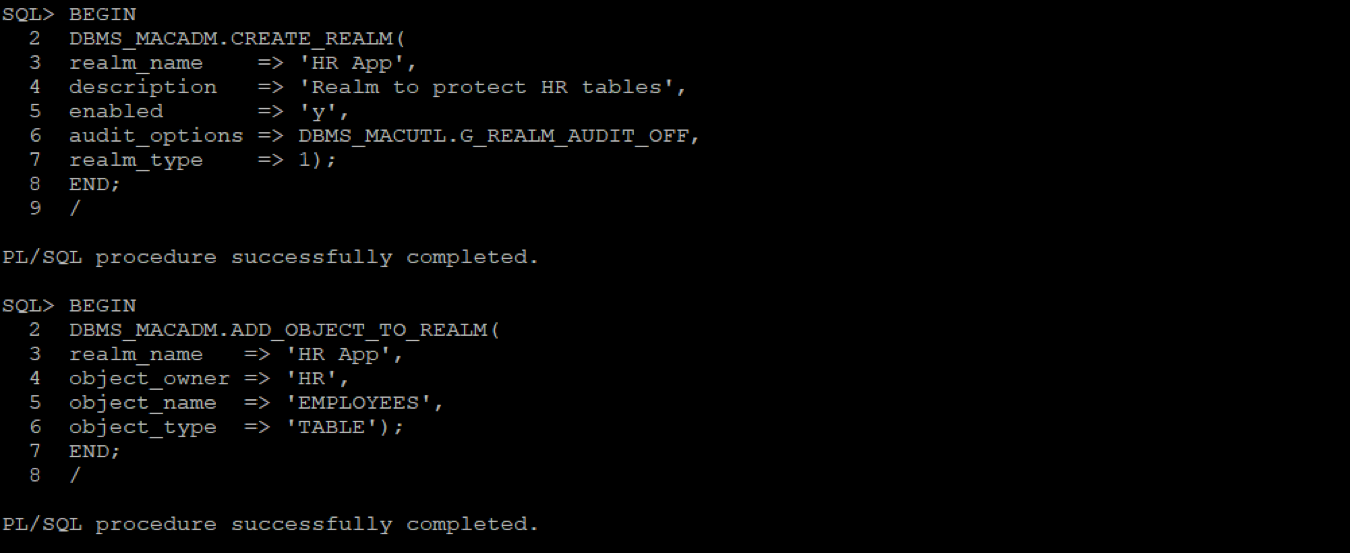 SQL> BEGIN
  2  DBMS_MACADM.CREATE_REALM(
  3  realm_name    => 'HR App',
  4  description   => 'Realm to protect HR tables',
  5  enabled       => 'y',
  6  audit_options => DBMS_MACUTL.G_REALM_AUDIT_OFF,
  7  realm_type    => 1);
  8  END;
  9  /
PL/SQL procedure successfully completed.
SQL> BEGIN
  2  DBMS_MACADM.ADD_OBJECT_TO_REALM(
  3  realm_name   => 'HR App',
  4  object_owner => 'HR',
  5  object_name  => 'EMPLOYEES',
  6  object_type  => 'TABLE');
  7  END;
  8  /
PL/SQL procedure successfully completed.